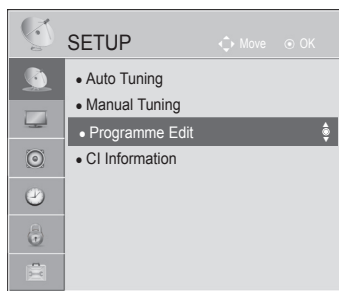 SETUP
Move OK
• Auto Tuning
• Manual Tuning
• Programme Edit
• CI Information